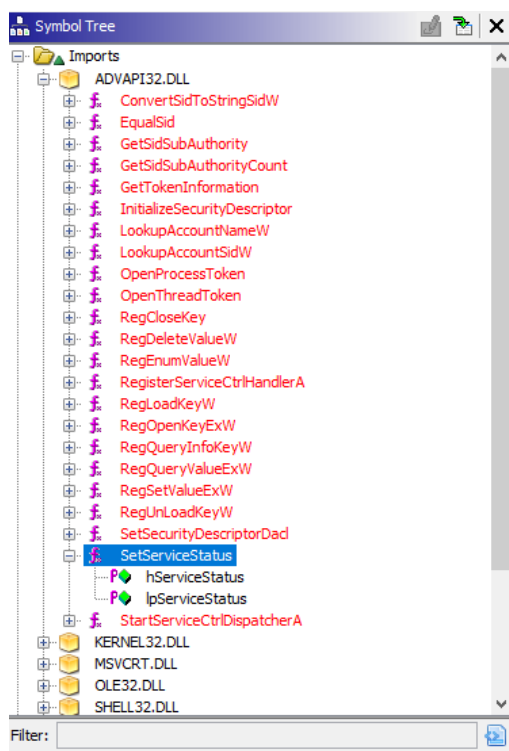 Symbol Tree
Imports
ADVAPI32.DLL
ConvertSidToStringSidW
EqualSid
GetSidSubAuthority
GetSidSubAuthorityCount
GetTokenInformation
InitializeSecurityDescriptor
LookupAccountNameW
LookupAccountSidW
OpenProcessToken
OpenThreadToken
RegCloseKey
RegDeleteValueW
RegEnumValueW
RegisterServiceCtrlHandlerA
RegLoadKeyW
RegOpenKeyExW
RegQueryInfoKeyW
RegQueryValueExW
RegSetValueExW
RegUnLoadKeyW
SetSecurityDescriptorDacl
SetServiceStatus
hServiceStatus
lpServiceStatus
StartServiceCtrlDispatcherA
KERNEL32.DLL
MSVCRT.DLL
OLE32.DLL
SHELL32.DLL
Filter: